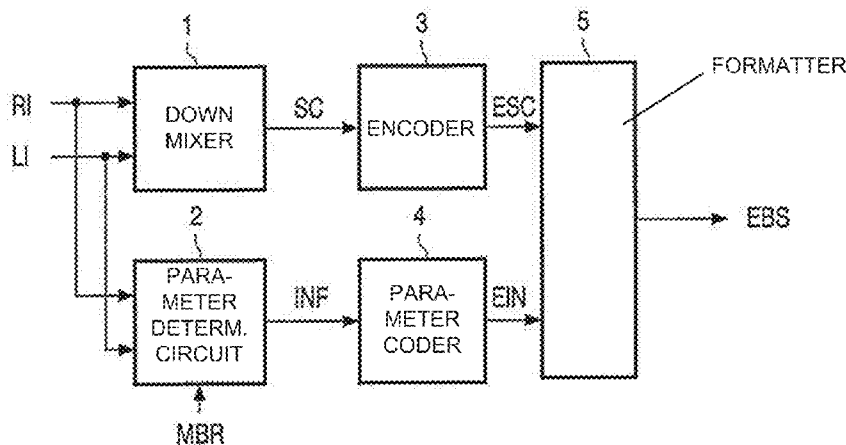 1
3
5
FORMATTER
RI
LI
DOWN
MIXER
SC
ENCODER
ESC
EBS
2
4
PARA-
METER
DETERM.
CIRCUIT
INF
PARA-
METER
CODER
EIN
MBR